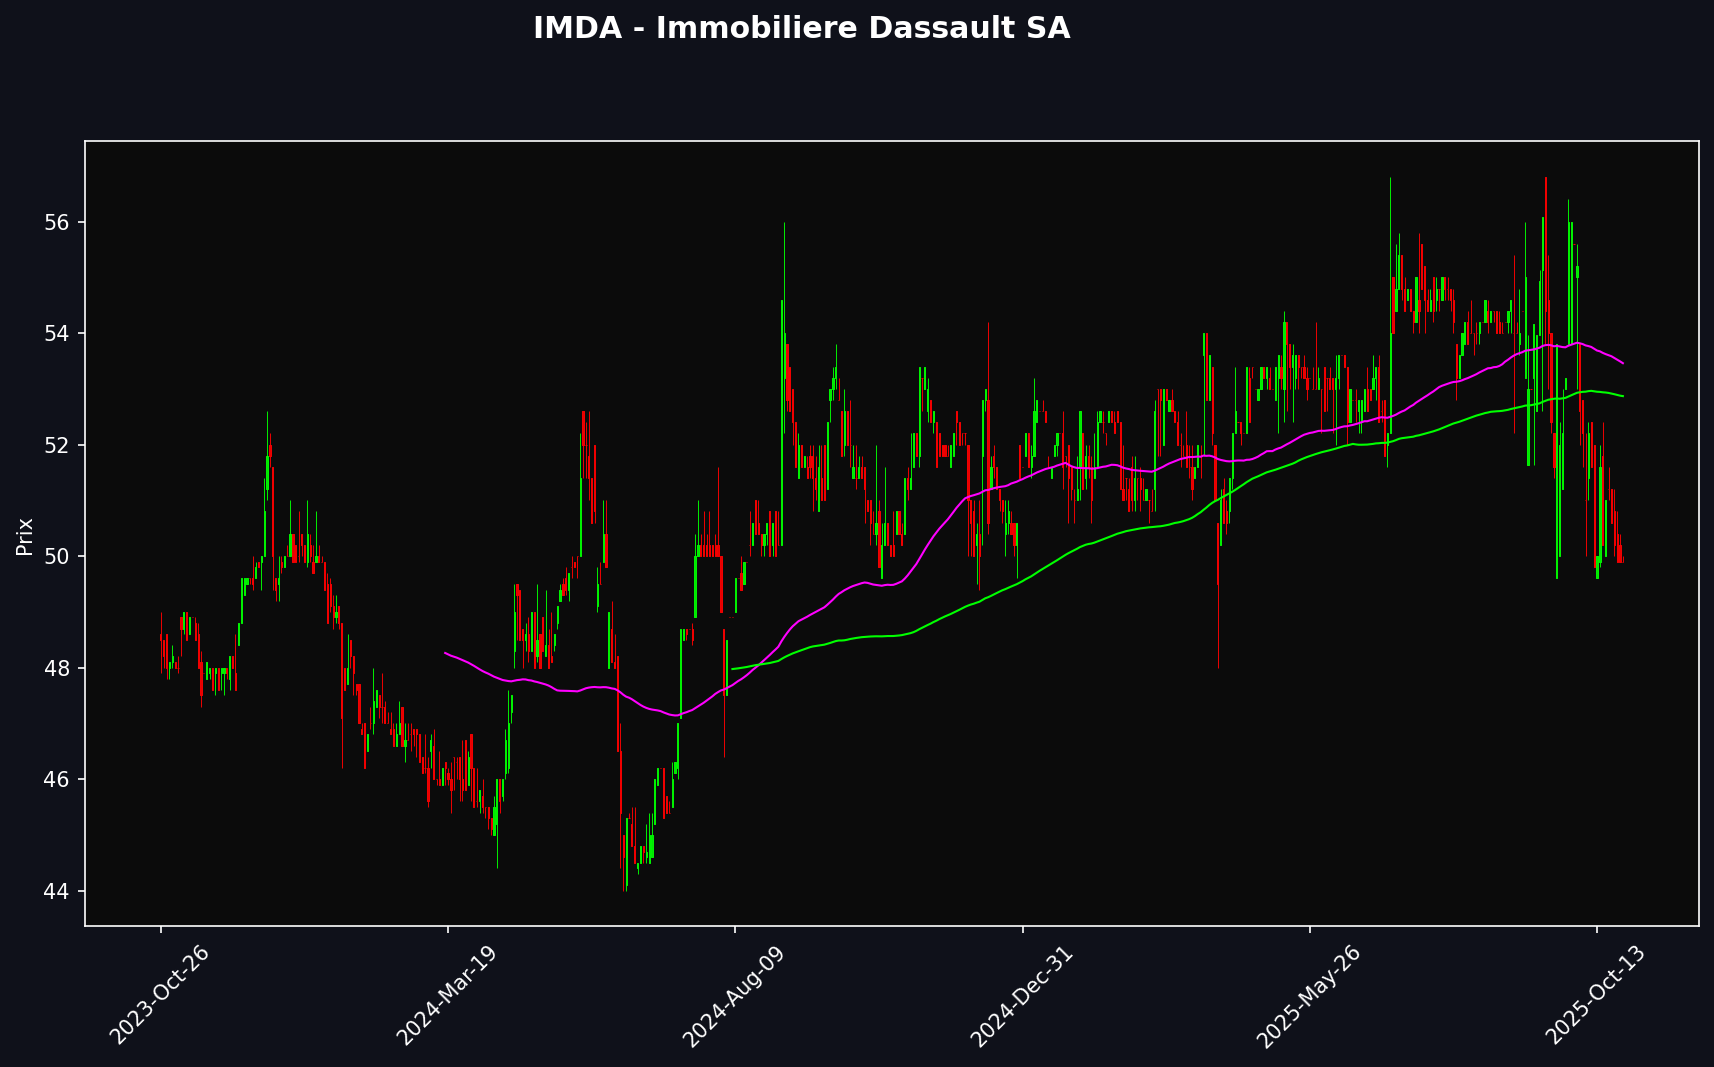 IMDA - Immobiliere Dassault SA
Prix
56
54
52
50
48
46
44
2023-Oct-26
2024-Mar-19
2024-Aug-09
2024-Dec-31
2025-May-26
2025-Oct-13